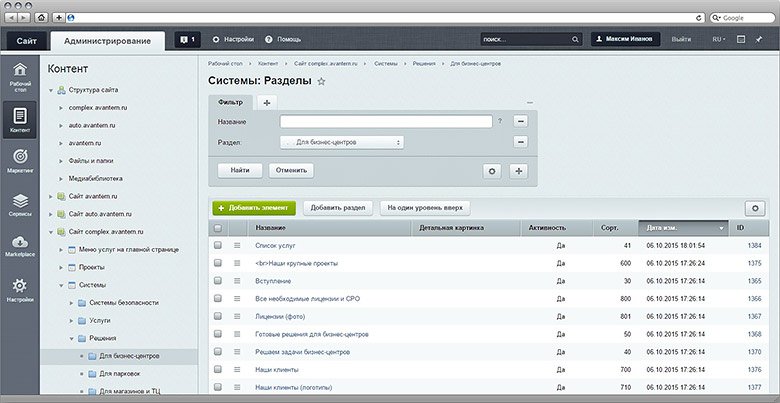 Google
Сайт
Администрирование
1
Настройки
Помощь
поиск...
Максим Иванов
Выйти
RU
Рабочий стол
Контент
Маркетинг
Сервисы
Marketplace
Настройки
Контент
Структура сайта
complex.avantern.ru
auto.avantern.ru
avantern.ru
Файлы и папки
Медиабиблиотека
Сайт avantern.ru
Сайт auto.avantern.ru
Сайт complex.avantern.ru
Меню услуг на главной странице
Проекты
Системы
Системы безопасности
Услуги
Решения
Для бизнес-центров
Для парковок
Для магазинов и ТЦ
Рабочий стол Контент Сайт complex.avantern.ru Системы Решения Для бизнес-центров
Системы: Разделы
Фильтр
Название
?
Раздел:
. . Для бизнес-центров
Найти
Отменить
Добавить элемент
Добавить раздел
На один уровень вверх
Название Детальная картинка Активность Сорт. Дата изм. ID
Список услуг Да 41 06.10.2015 18:01:54 1384
<br>Наши крупные проекты Да 600 06.10.2015 17:26:24 1375
Вступление Да 30 06.10.2015 17:26:14 1365
Все необходимые лицензии и СРО Да 800 06.10.2015 17:26:14 1366
Лицензии (фото) Да 801 06.10.2015 17:26:14 1367
Готовые решения для бизнес-центров Да 50 06.10.2015 17:26:14 1368
Решаем задачи бизнес-центров Да 40 06.10.2015 17:26:14 1370
Наши клиенты Да 700 06.10.2015 17:26:14 1376
Наши клиенты (логотипы) Да 710 06.10.2015 17:26:14 1377